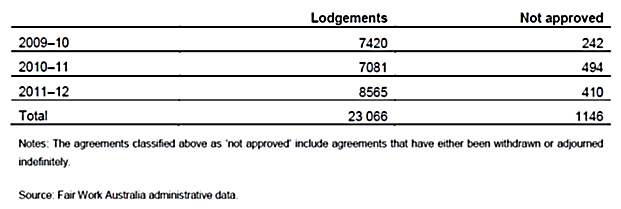 Lodgements Not approved
2009–10 7420 242
2010–11 7081 494
2011–12 8565 410
Total 23 066 1146
Notes: The agreements classified above as 'not approved' include agreements that have either been withdrawn or adjourned
indefinitely.
Source: Fair Work Australia administrative data.